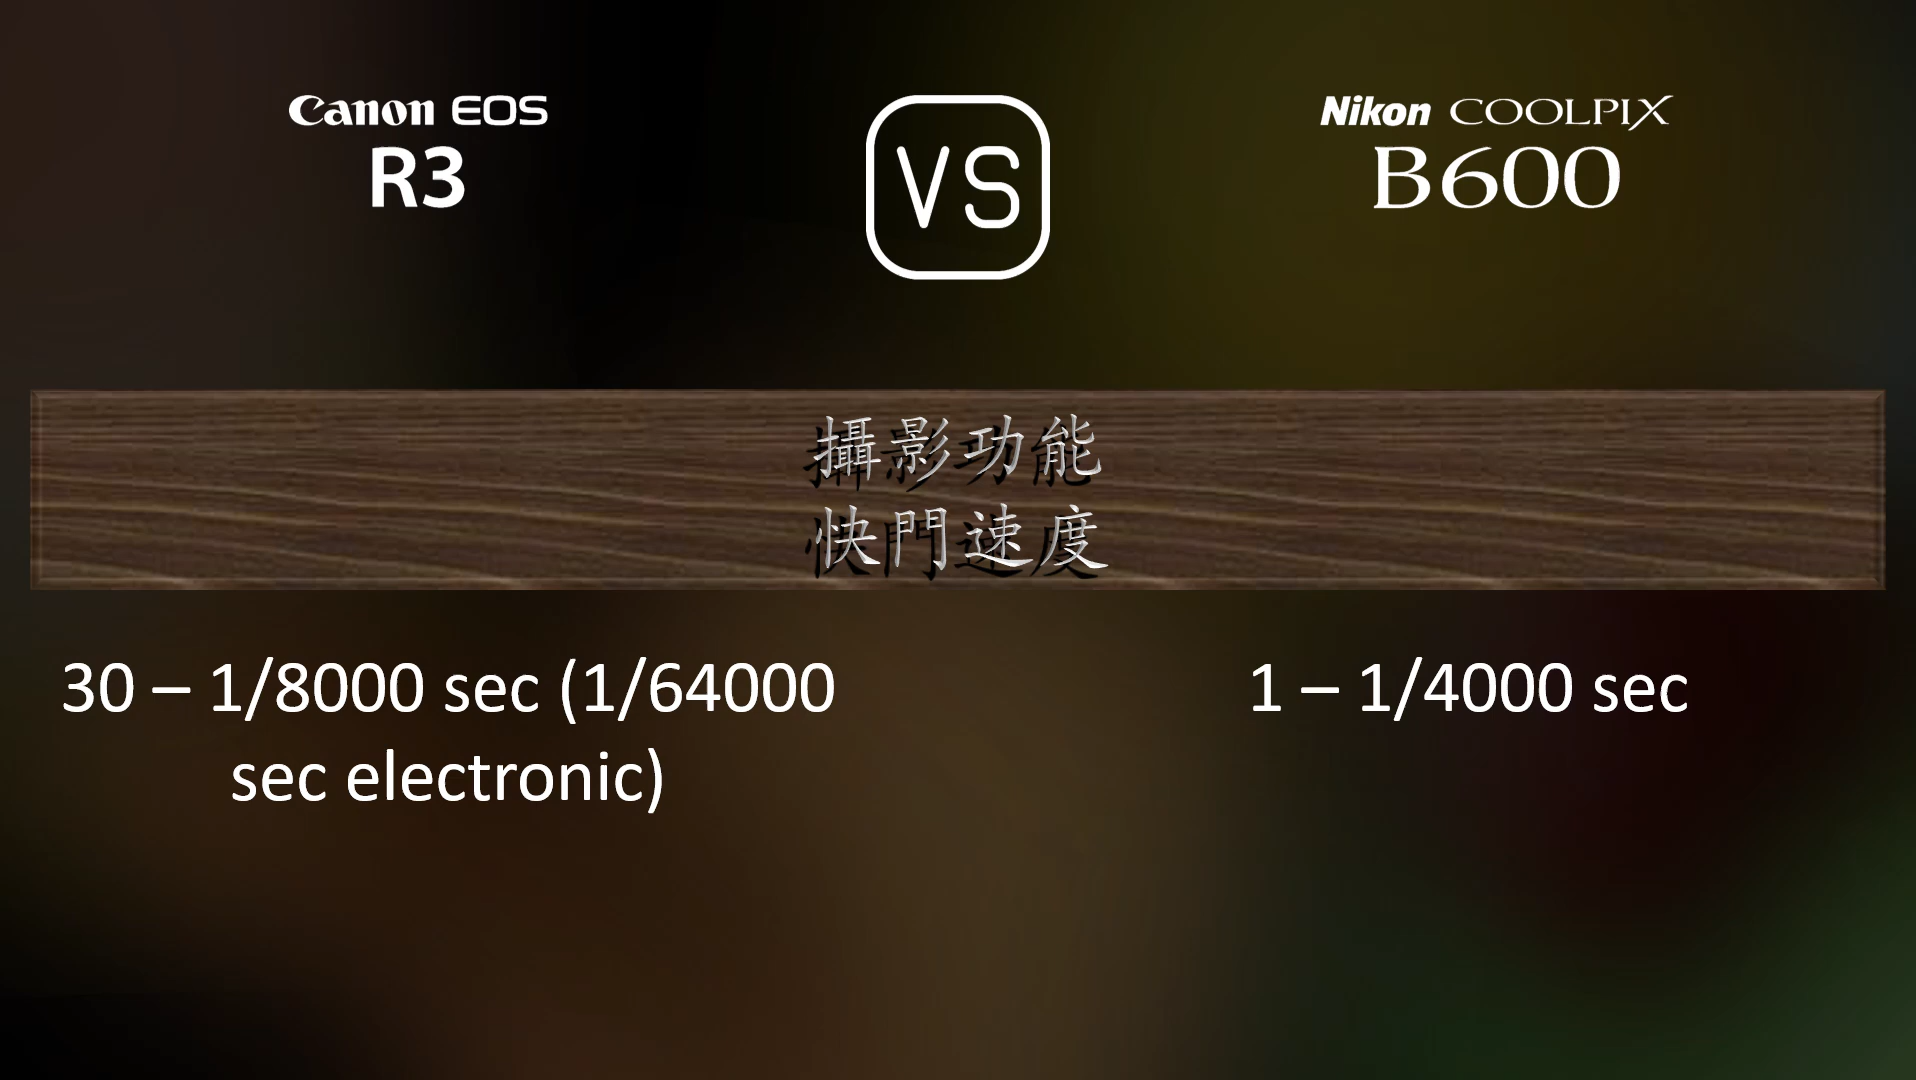 Canon EOS
R3
VS
Nikon COOLPIX
B600
攝影功能
快門速度
30 – 1/8000 sec (1/64000
sec electronic)
1 – 1/4000 sec